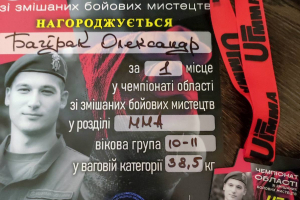 зі змішаних бойових мистецтв
НАГОРОДЖУЄТЬСЯ
Багірак Олександр
за 1 місце
у чемпіонаті області
зі змішаних бойових мистецтв
у розділі ММА
вікова група 10-11
у ваговій категорії 38,5 кг
ЧЕМПІОНАТ
ОБЛАСТІ